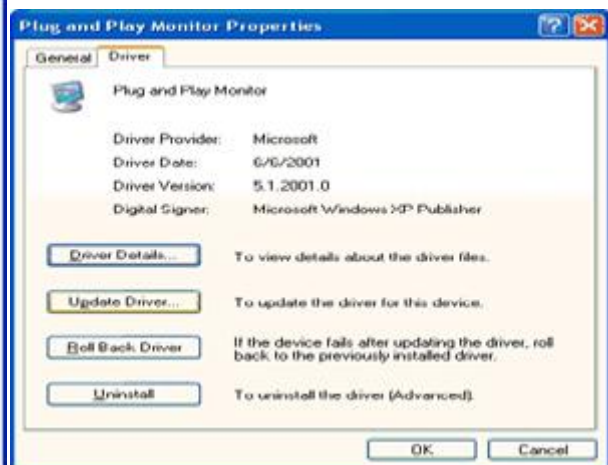 Plug and Play Monitor Properties
General Driver
Plug and Play Monitor
Driver Provider: Microsoft
Driver Date: 6/6/2001
Driver Version: 5.1.2001.0
Digital Signer: Microsoft Windows XP Publisher
Driver Details... To view details about the driver files.
Update Driver... To update the driver for this device.
Roll Back Driver If the device fails after updating the driver, roll
back to the previously installed driver.
Uninstall To uninstall the driver (Advanced).
OK Cancel